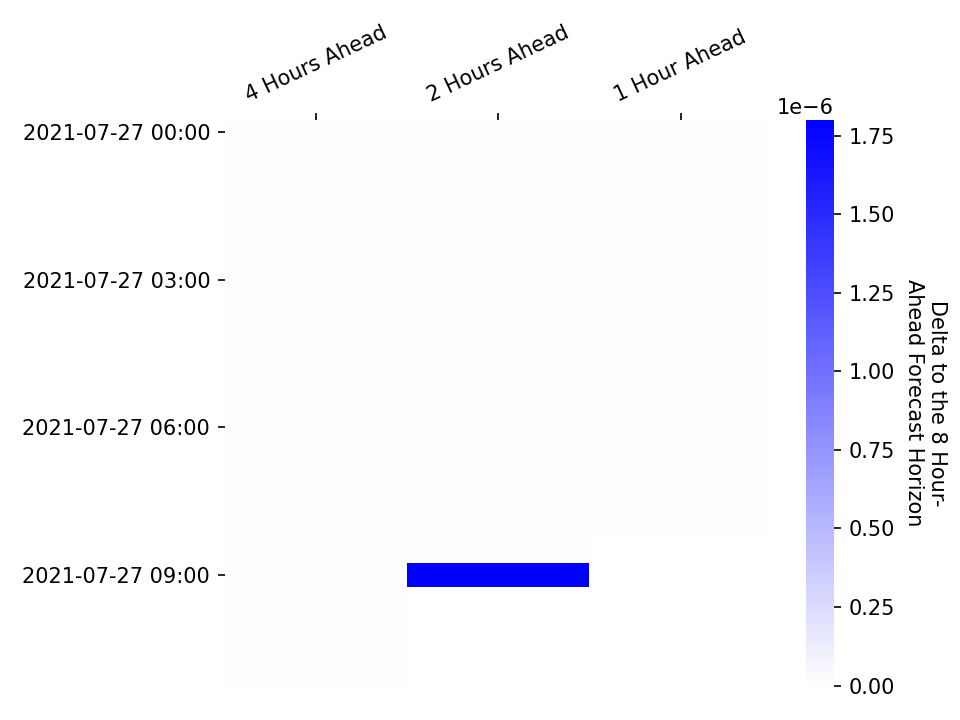 4 Hours Ahead
2 Hours Ahead
1 Hour Ahead
1e−6
2021-07-27 00:00
2021-07-27 03:00
2021-07-27 06:00
2021-07-27 09:00
1.75
1.50
1.25
1.00
0.75
0.50
0.25
0.00
Delta to the 8 Hour-
Ahead Forecast Horizon